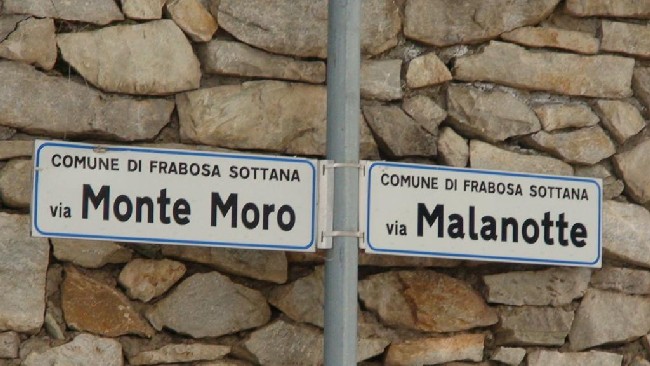 COMUNE DI FRABOSA SOTTANA
via Monte Moro
COMUNE DI FRABOSA SOTTANA
via Malanotte